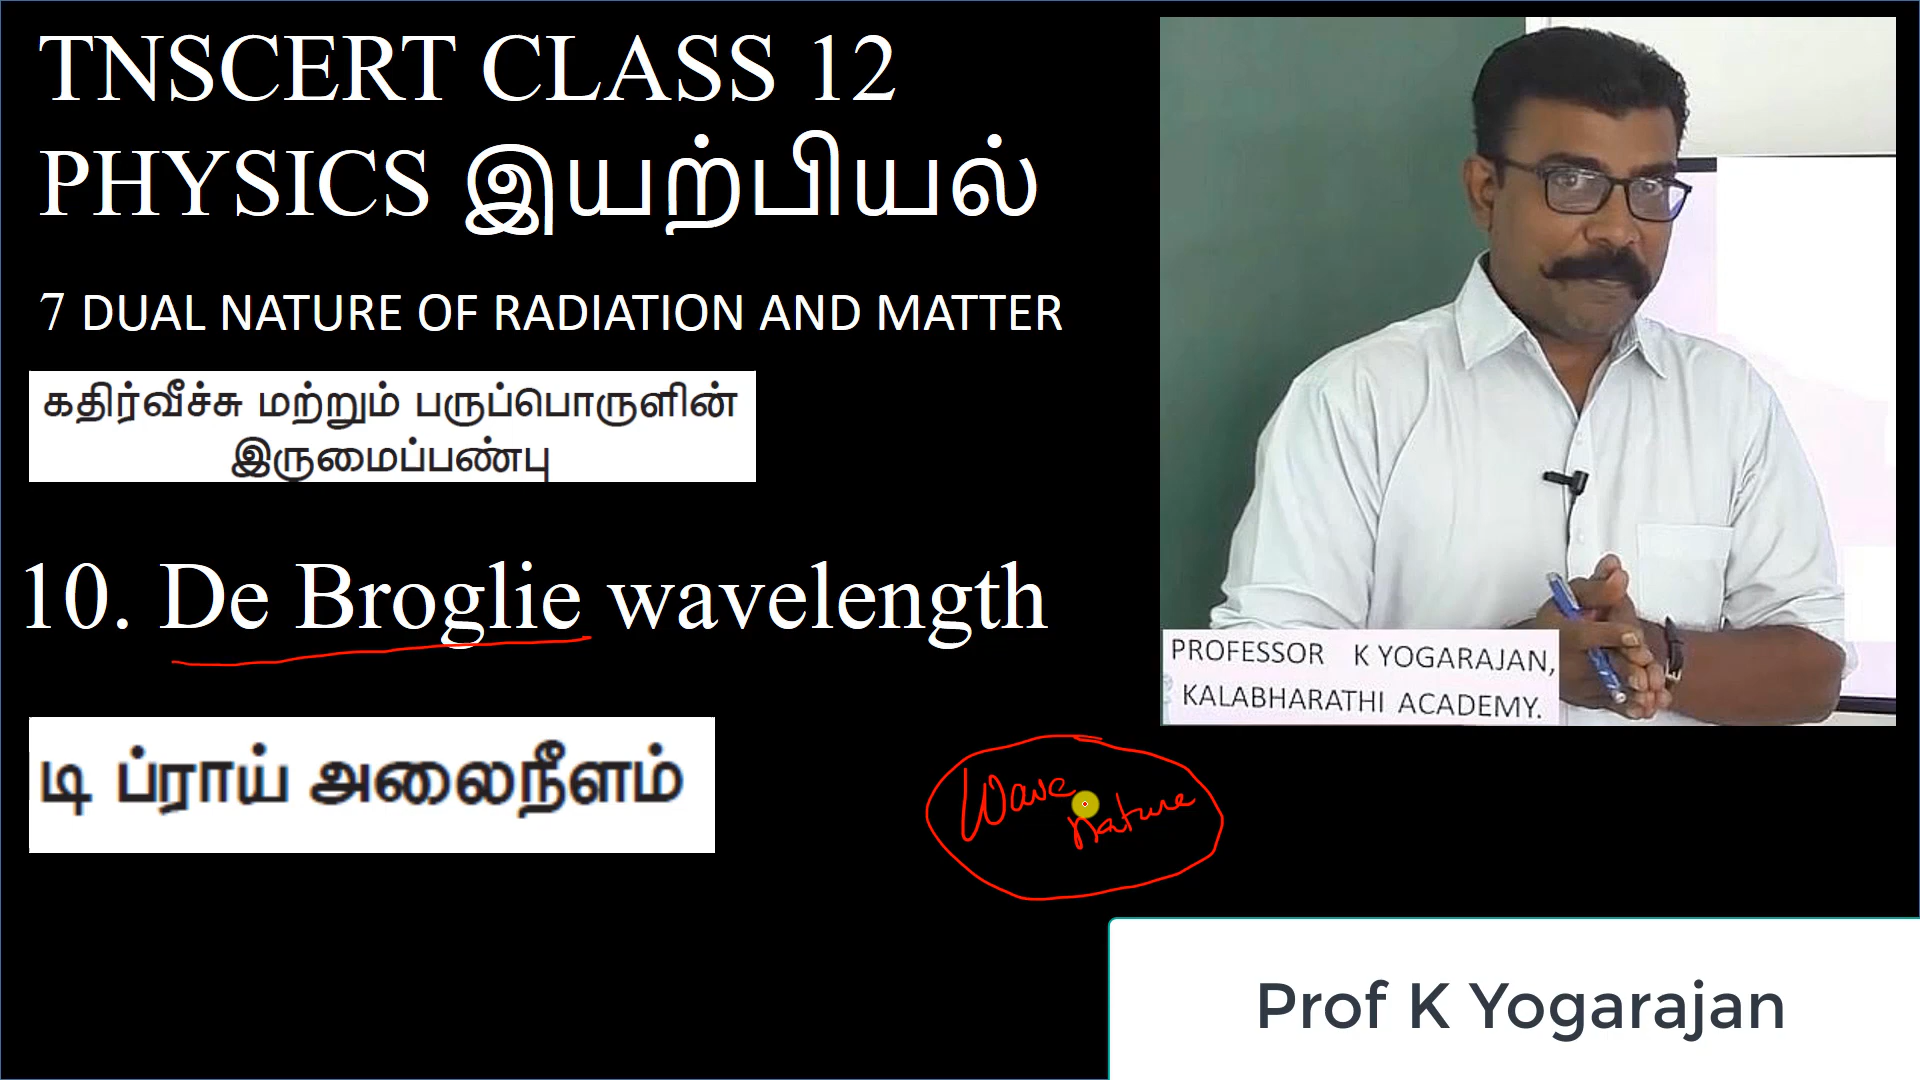 TNSCERT CLASS 12
PHYSICS இயற்பியல்
7 DUAL NATURE OF RADIATION AND MATTER
கதிர்வீச்சு மற்றும் பருப்பொருளின்
இருமைப்பண்பு
10. De Broglie wavelength
டி ப்ராய் அலைநீளம்
PROFESSOR K YOGARAJAN,
KALABHARATHI ACADEMY.
Wave
nature
Prof K Yogarajan